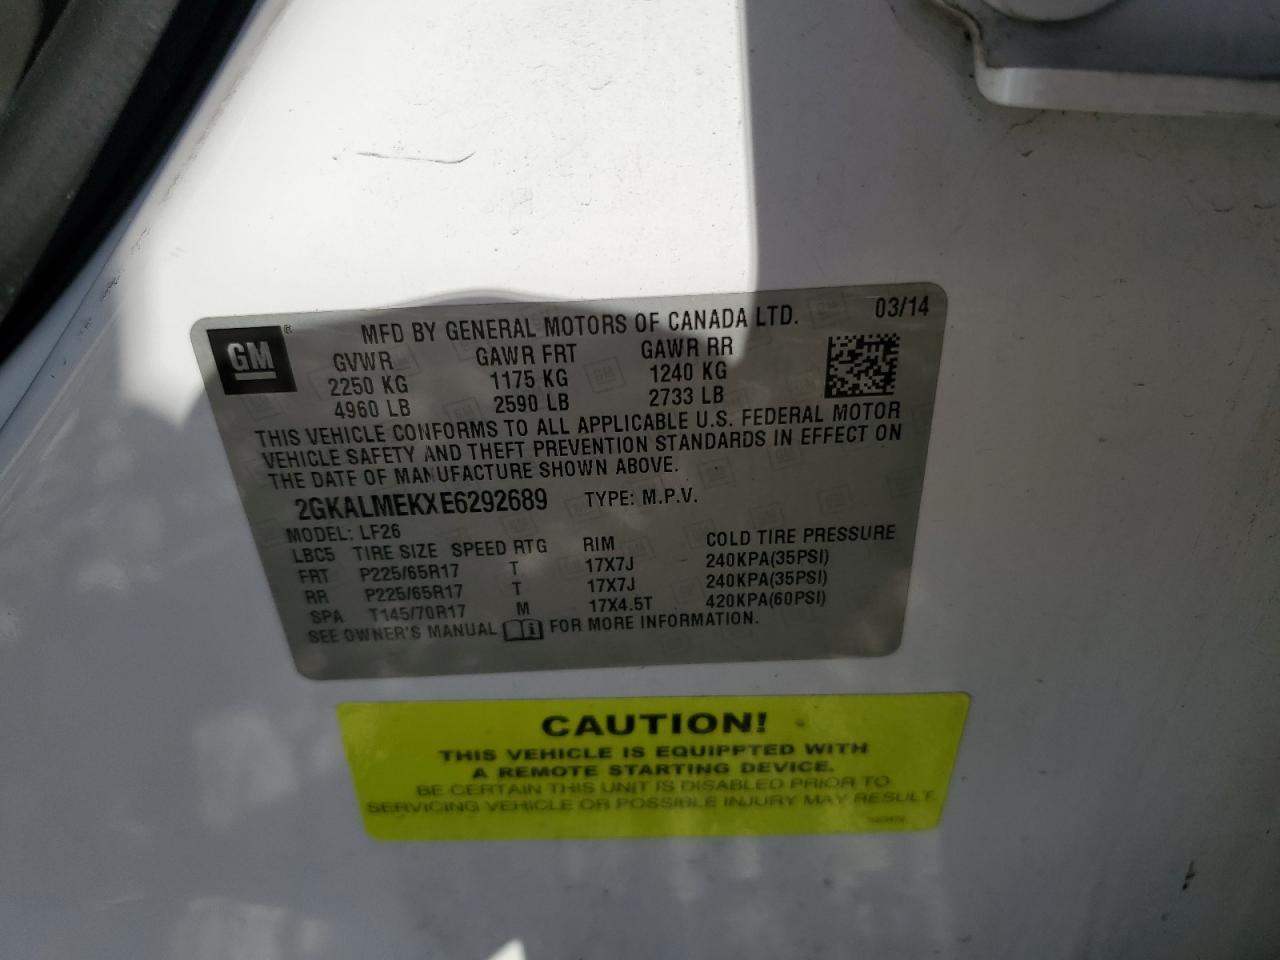 GM ®
MFD BY GENERAL MOTORS OF CANADA LTD. 03/14
GVWR GAWR FRT GAWR RR
2250 KG 1175 KG 1240 KG
4960 LB 2590 LB 2733 LB
THIS VEHICLE CONFORMS TO ALL APPLICABLE U.S. FEDERAL MOTOR
VEHICLE SAFETY AND THEFT PREVENTION STANDARDS IN EFFECT ON
THE DATE OF MANUFACTURE SHOWN ABOVE.
2GKALMEKXE6292689 TYPE: M.P.V.
MODEL: LF26
LBC5 TIRE SIZE SPEED RTG RIM COLD TIRE PRESSURE
FRT P225/65R17 T 17X7J 240KPA(35PSI)
RR P225/65R17 T 17X7J 240KPA(35PSI)
SPA T145/70R17 M 17X4.5T 420KPA(60PSI)
SEE OWNER'S MANUAL i FOR MORE INFORMATION.
CAUTION!
THIS VEHICLE IS EQUIPPTED WITH
A REMOTE STARTING DEVICE.
BE CERTAIN THIS UNIT IS DISABLED PRIOR TO
SERVICING VEHICLE OR POSSIBLE INJURY MAY RESULT